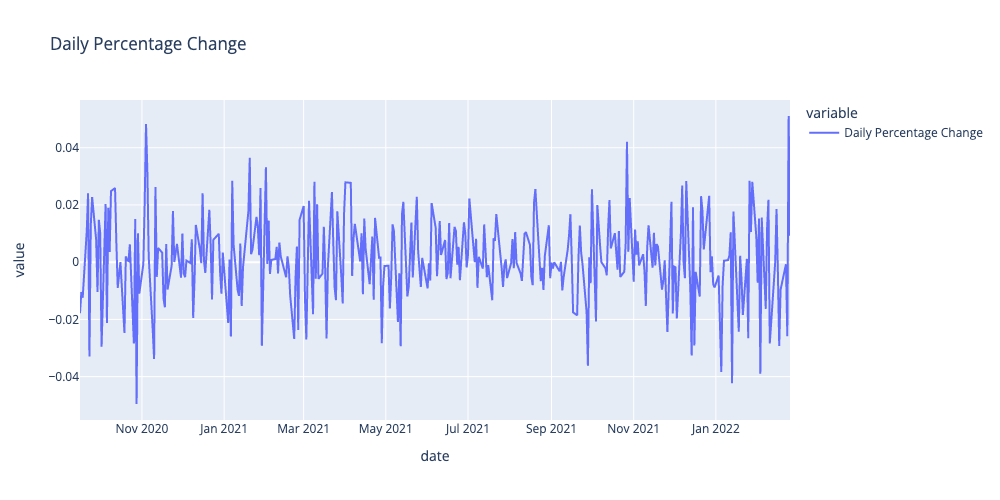 Daily Percentage Change
variable
Daily Percentage Change
value
0.04
0.02
0
−0.02
−0.04
Nov 2020
Jan 2021
Mar 2021
May 2021
Jul 2021
Sep 2021
Nov 2021
Jan 2022
date